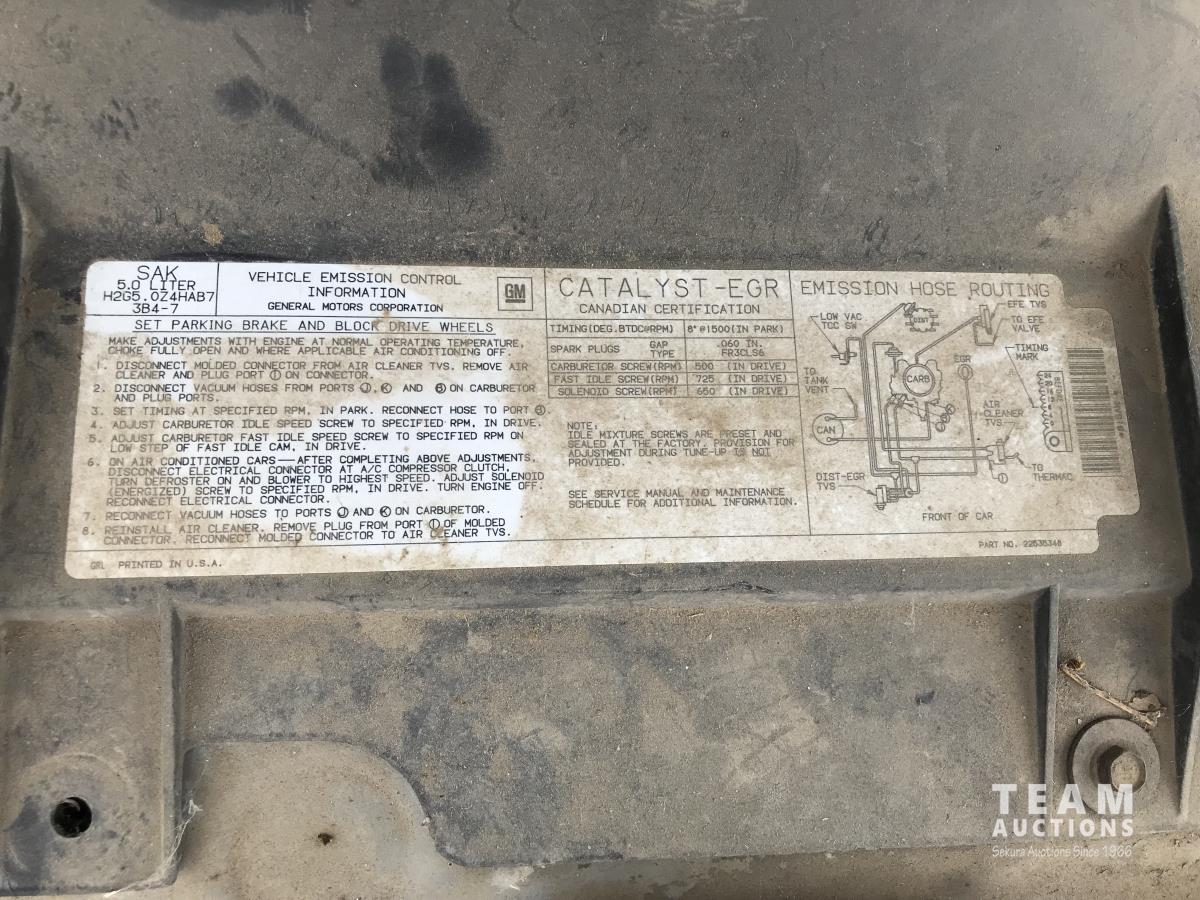 SAK
5.0 LITER
H2G5.0Z4HAB7
3B4-7
VEHICLE EMISSION CONTROL
INFORMATION
GENERAL MOTORS CORPORATION
GM
SET PARKING BRAKE AND BLOCK DRIVE WHEELS
MAKE ADJUSTMENTS WITH ENGINE AT NORMAL OPERATING TEMPERATURE,
CHOKE FULLY OPEN AND WHERE APPLICABLE AIR CONDITIONING OFF.
1. DISCONNECT MOLDED CONNECTOR FROM AIR CLEANER TVS. REMOVE AIR
CLEANER AND PLUG PORT Ⓘ ON CONNECTOR.
2. DISCONNECT VACUUM HOSES FROM PORTS Ⓙ, Ⓚ AND ON CARBURETOR
AND PLUG PORTS.
3. SET TIMING AT SPECIFIED RPM, IN PARK. RECONNECT HOSE TO PORT
4. ADJUST CARBURETOR IDLE SPEED SCREW TO SPECIFIED RPM, IN DRIVE.
5. ADJUST CARBURETOR FAST IDLE SPEED SCREW TO SPECIFIED RPM ON
LOW STEP OF FAST IDLE CAM, IN DRIVE.
6. ON AIR CONDITIONED CARS—AFTER COMPLETING ABOVE ADJUSTMENTS,
DISCONNECT ELECTRICAL CONNECTOR AT A/C COMPRESSOR CLUTCH,
TURN DEFROSTER ON AND BLOWER TO HIGHEST SPEED. ADJUST SOLENOID
(ENERGIZED) SCREW TO SPECIFIED RPM, IN DRIVE. TURN ENGINE OFF.
RECONNECT ELECTRICAL CONNECTOR.
7. RECONNECT VACUUM HOSES TO PORTS Ⓙ AND Ⓚ ON CARBURETOR.
8. REINSTALL AIR CLEANER. REMOVE PLUG FROM PORT Ⓘ OF MOLDED
CONNECTOR. RECONNECT MOLDED CONNECTOR TO AIR CLEANER TVS.
GRL PRINTED IN U.S.A.
CATALYST-EGR
CANADIAN CERTIFICATION
TIMING(DEG.BTDC@RPM) 8°@1500(IN PARK)
SPARK PLUGS GAP .060 IN.
TYPE FR3CLS6
CARBURETOR SCREW(RPM) 500 (IN DRIVE)
FAST IDLE SCREW(RPM) 725 (IN DRIVE)
SOLENOID SCREW(RPM) 650 (IN DRIVE)
NOTE:
IDLE MIXTURE SCREWS ARE PRESET AND
SEALED AT THE FACTORY. PROVISION FOR
ADJUSTMENT DURING TUNE-UP IS NOT
PROVIDED.
SEE SERVICE MANUAL AND MAINTENANCE
SCHEDULE FOR ADDITIONAL INFORMATION.
EMISSION HOSE ROUTING
LOW VAC
TCC SW
DIST
EFE TVS
TO EFE
VALVE
TIMING
MARK
EGR
CARB
TO
TANK
VENT
CAN
AIR
CLEANER
TVS
TO
THERMAC
DIST-EGR
TVS
FRONT OF CAR
PART NO. 22535348
TEAM
AUCTIONS
Sekura Auctions Since 1966